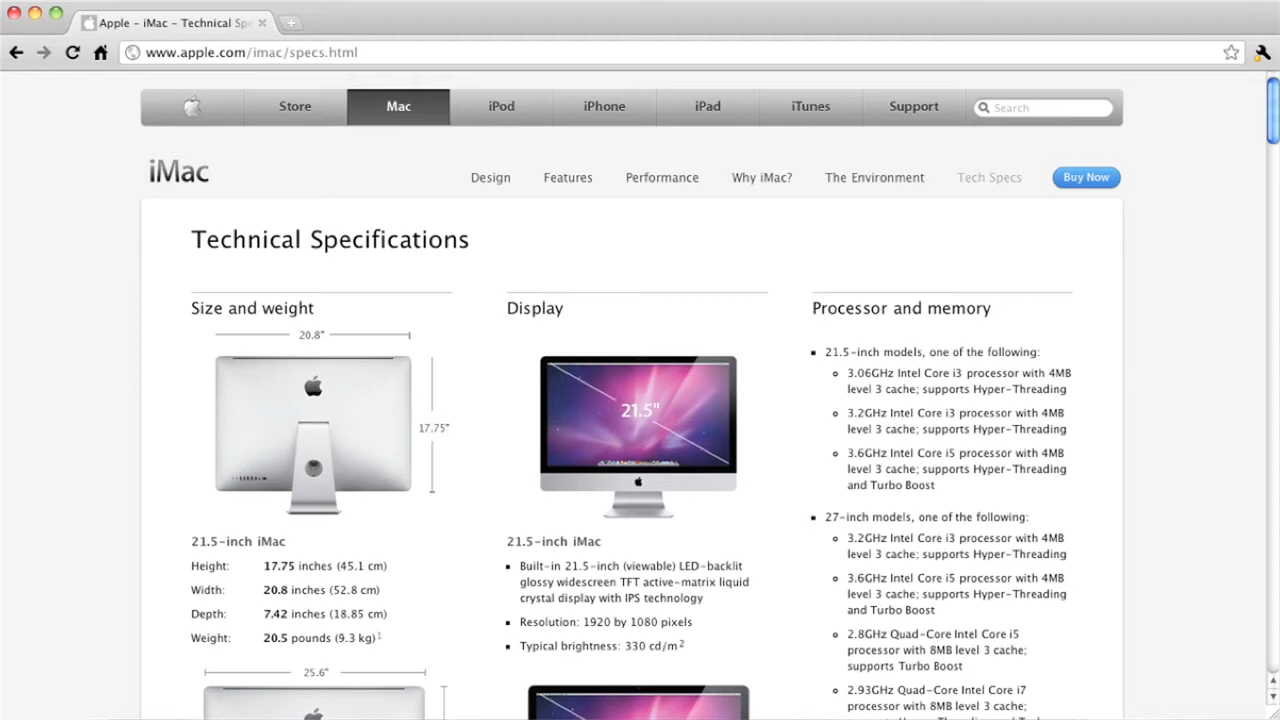 Apple - iMac - Technical Spe
www.apple.com/imac/specs.html
Store
Mac
iPod
iPhone
iPad
iTunes
Support
Search
iMac
Design
Features
Performance
Why iMac?
The Environment
Tech Specs
Buy Now
Technical Specifications
Size and weight
20.8"
17.75"
21.5-inch iMac
Height: 17.75 inches (45.1 cm)
Width: 20.8 inches (52.8 cm)
Depth: 7.42 inches (18.85 cm)
Weight: 20.5 pounds (9.3 kg)1
25.6"
Display
21.5"
21.5-inch iMac
Built-in 21.5-inch (viewable) LED-backlit
glossy widescreen TFT active-matrix liquid
crystal display with IPS technology
Resolution: 1920 by 1080 pixels
Typical brightness: 330 cd/m2
Processor and memory
21.5-inch models, one of the following:
3.06GHz Intel Core i3 processor with 4MB
level 3 cache; supports Hyper-Threading
3.2GHz Intel Core i3 processor with 4MB
level 3 cache; supports Hyper-Threading
3.6GHz Intel Core i5 processor with 4MB
level 3 cache; supports Hyper-Threading
and Turbo Boost
27-inch models, one of the following:
3.2GHz Intel Core i3 processor with 4MB
level 3 cache; supports Hyper-Threading
3.6GHz Intel Core i5 processor with 4MB
level 3 cache; supports Hyper-Threading
and Turbo Boost
2.8GHz Quad-Core Intel Core i5
processor with 8MB level 3 cache;
supports Turbo Boost
2.93GHz Quad-Core Intel Core i7
processor with 8MB level 3 cache;